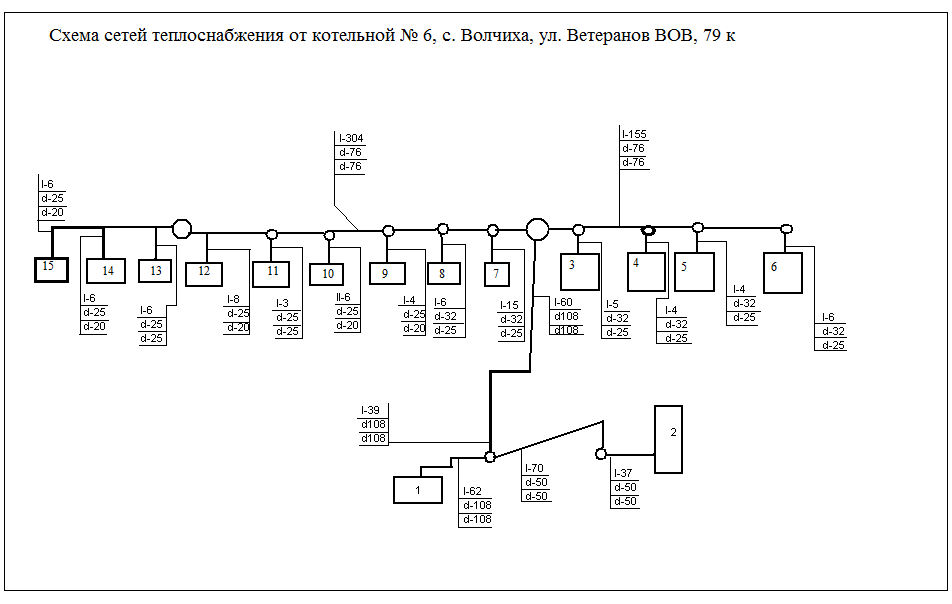 Схема сетей теплоснабжения от котельной № 6, с. Волчиха, ул. Ветеранов ВОВ, 79 к
l-304
d-76
d-76
l-155
d-76
d-76
l-6
d-25
d-20
15
14
13
12
11
10
9
8
7
3
4
5
6
l-6
d-25
d-20
l-6
d-25
d-25
l-8
d-25
d-20
l-3
d-25
d-25
ll-6
d-25
d-20
l-4
d-25
d-20
l-6
d-32
d-25
l-15
d-32
d-25
l-60
d108
d108
l-5
d-32
d-25
l-4
d-32
d-25
l-4
d-32
d-25
l-6
d-32
d-25
l-39
d108
d108
1
l-62
d-108
d-108
l-70
d-50
d-50
l-37
d-50
d-50
2